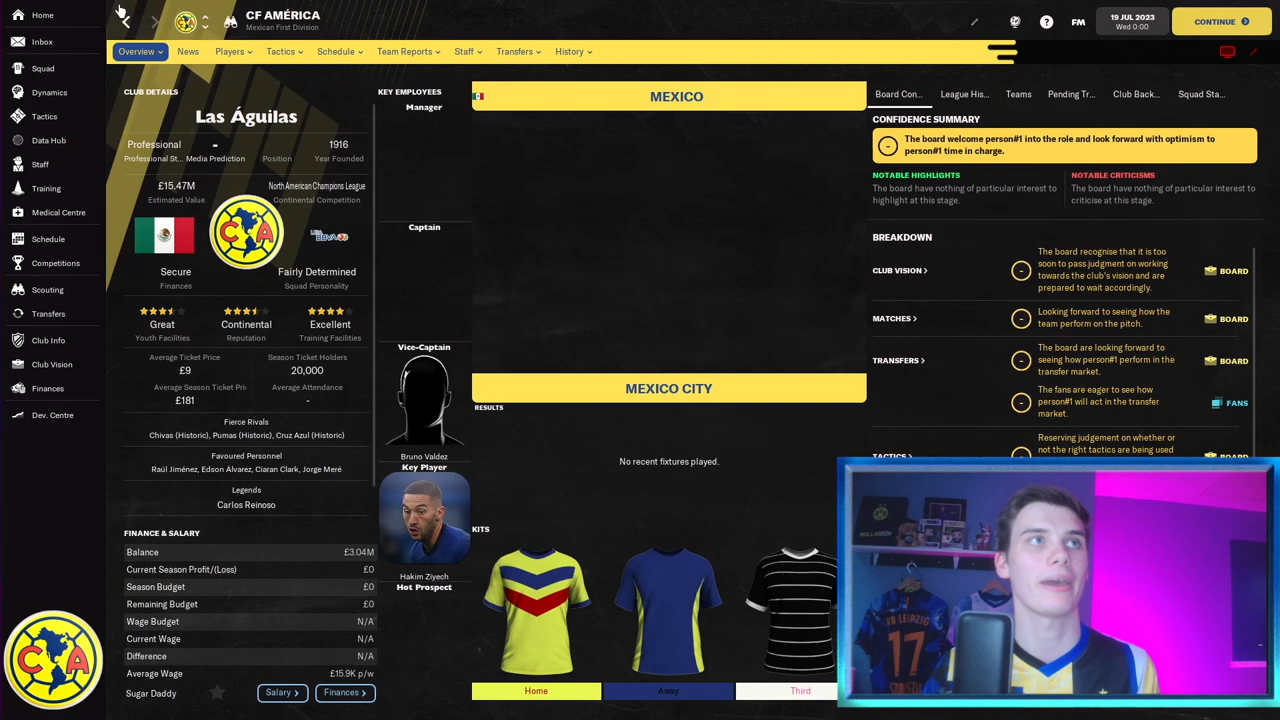 Home
Inbox
Squad
Dynamics
Tactics
Data Hub
Staff
Training
Medical Centre
Schedule
Competitions
Scouting
Transfers
Club Info
Club Vision
Finances
Dev. Centre
CF AMÉRICA
Mexican First Division
FM
19 JUL 2023
Wed 0:00
CONTINUE
Overview News Players Tactics Schedule Team Reports Staff Transfers History
CLUB DETAILS
Las Águilas
Professional -
Professional St... Media Prediction Position
1916
Year Founded
£15.47M
Estimated Value
North American Champions League
Continental Competition
CA
BBVA
Secure
Finances
Fairly Determined
Squad Personality
Great
Youth Facilities
Continental
Reputation
Excellent
Training Facilities
Average Ticket Price
£9
Season Ticket Holders
20,000
Average Season Ticket Pri
£181
Average Attendance
-
Fierce Rivals
Chivas (Historic), Pumas (Historic), Cruz Azul (Historic)
Favoured Personnel
Raúl Jiménez, Edson Álvarez, Ciaran Clark, Jorge Meré
Legends
Carlos Reinoso
FINANCE & SALARY
Balance £3.04M
Current Season Profit/(Loss) £0
Season Budget £0
Remaining Budget £0
Wage Budget N/A
Current Wage N/A
Difference N/A
Average Wage £15.9K p/w
Sugar Daddy
Salary
Finances
CA
KEY EMPLOYEES
Manager
Captain
Vice-Captain
Bruno Valdez
Key Player
Hakim Ziyech
Hot Prospect
MEXICO
MEXICO CITY
RESULTS
No recent fixtures played.
KITS
Home
Away
Third
Board Con... League His... Teams Pending Tr... Club Back... Squad Sta...
CONFIDENCE SUMMARY
The board welcome person#1 into the role and look forward with optimism to
person#1 time in charge.
NOTABLE HIGHLIGHTS
The board have nothing of particular interest to
highlight at this stage.
NOTABLE CRITICISMS
The board have nothing of particular interest to
criticise at this stage.
BREAKDOWN
CLUB VISION
The board recognise that it is too
soon to pass judgment on working
towards the club's vision and are
prepared to wait accordingly.
BOARD
MATCHES
Looking forward to seeing how the
team perform on the pitch.
BOARD
TRANSFERS
The board are looking forward to
seeing how person#1 perform in the
transfer market.
BOARD
The fans are eager to see how
person#1 will act in the transfer
market.
FANS
TACTICS
Reserving judgement on whether or
not the right tactics are being used
BOARD
17